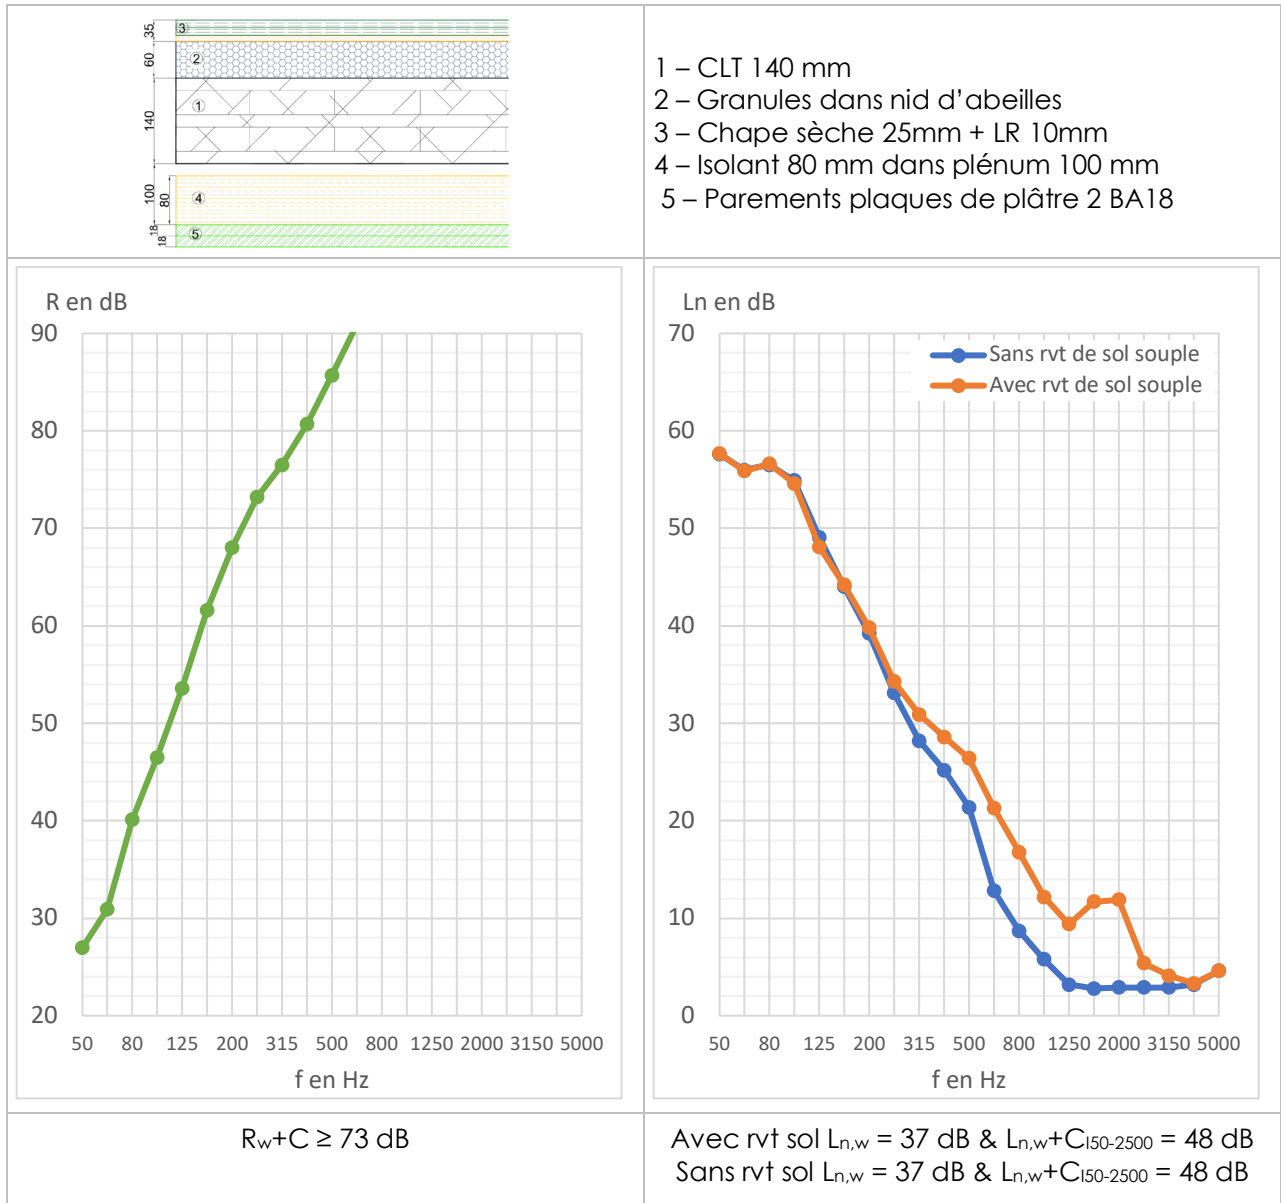 35
60
140
100
80
18
18
3
2
1
4
5
1 – CLT 140 mm
2 – Granules dans nid d'abeilles
3 – Chape sèche 25mm + LR 10mm
4 – Isolant 80 mm dans plénum 100 mm
5 – Parements plaques de plâtre 2 BA18
R en dB
90
80
70
60
50
40
30
20
50 80 125 200 315 500 800 1250 2000 3150 5000
f en Hz
Ln en dB
70
60
50
40
30
20
10
0
Sans rvt de sol souple
Avec rvt de sol souple
50 80 125 200 315 500 800 1250 2000 3150 5000
f en Hz
Rw+C ≥ 73 dB
Avec rvt sol Ln,w = 37 dB & Ln,w+CI50-2500 = 48 dB
Sans rvt sol Ln,w = 37 dB & Ln,w+CI50-2500 = 48 dB